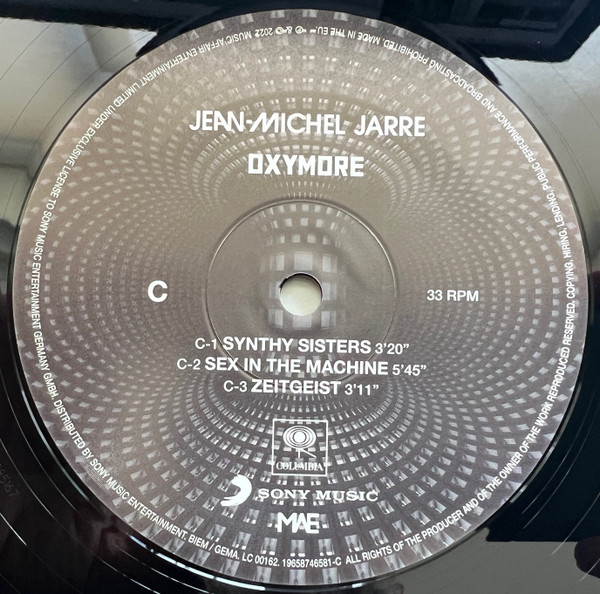 JEAN-MICHEL JARRE
OXYMORE
C
33 RPM
C-1 SYNTHY SISTERS 3'20"
C-2 SEX IN THE MACHINE 5'45"
C-3 ZEITGEIST 3'11"
COLUMBIA
SONY MUSIC
MAE
℗ & © 2022 MUSIC AFFAIR ENTERTAINMENT LIMITED UNDER EXCLUSIVE LICENSE TO SONY MUSIC ENTERTAINMENT GERMANY GMBH. DISTRIBUTED BY SONY MUSIC ENTERTAINMENT, BIEM / GEMA. LC 00162. 19658746581-C ALL RIGHTS OF THE PRODUCER AND OF THE OWNER OF THE WORK REPRODUCED RESERVED, COPYING, HIRING, LENDING, PUBLIC PERFORMANCE AND BROADCASTING PROHIBITED. MADE IN THE EU